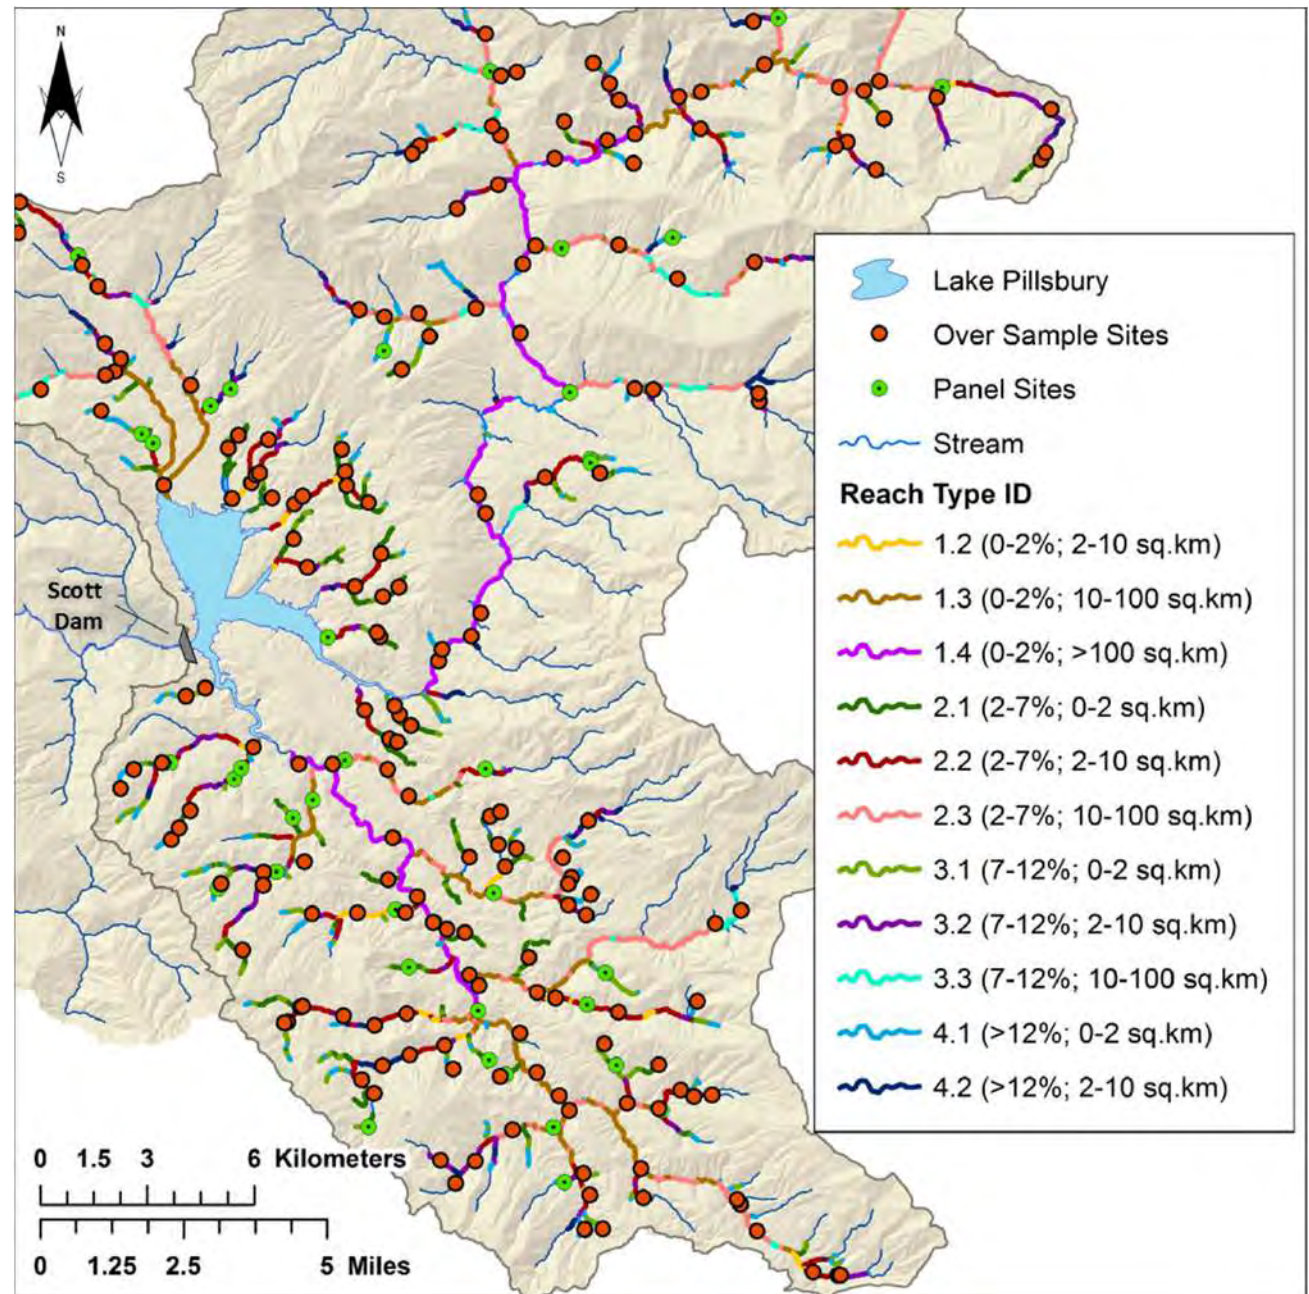 N
S
Lake Pillsbury
Over Sample Sites
Panel Sites
Stream
Reach Type ID
1.2 (0-2%; 2-10 sq.km)
1.3 (0-2%; 10-100 sq.km)
1.4 (0-2%; >100 sq.km)
2.1 (2-7%; 0-2 sq.km)
2.2 (2-7%; 2-10 sq.km)
2.3 (2-7%; 10-100 sq.km)
3.1 (7-12%; 0-2 sq.km)
3.2 (7-12%; 2-10 sq.km)
3.3 (7-12%; 10-100 sq.km)
4.1 (>12%; 0-2 sq.km)
4.2 (>12%; 2-10 sq.km)
Scott
Dam
0 1.5 3 6 Kilometers
0 1.25 2.5 5 Miles